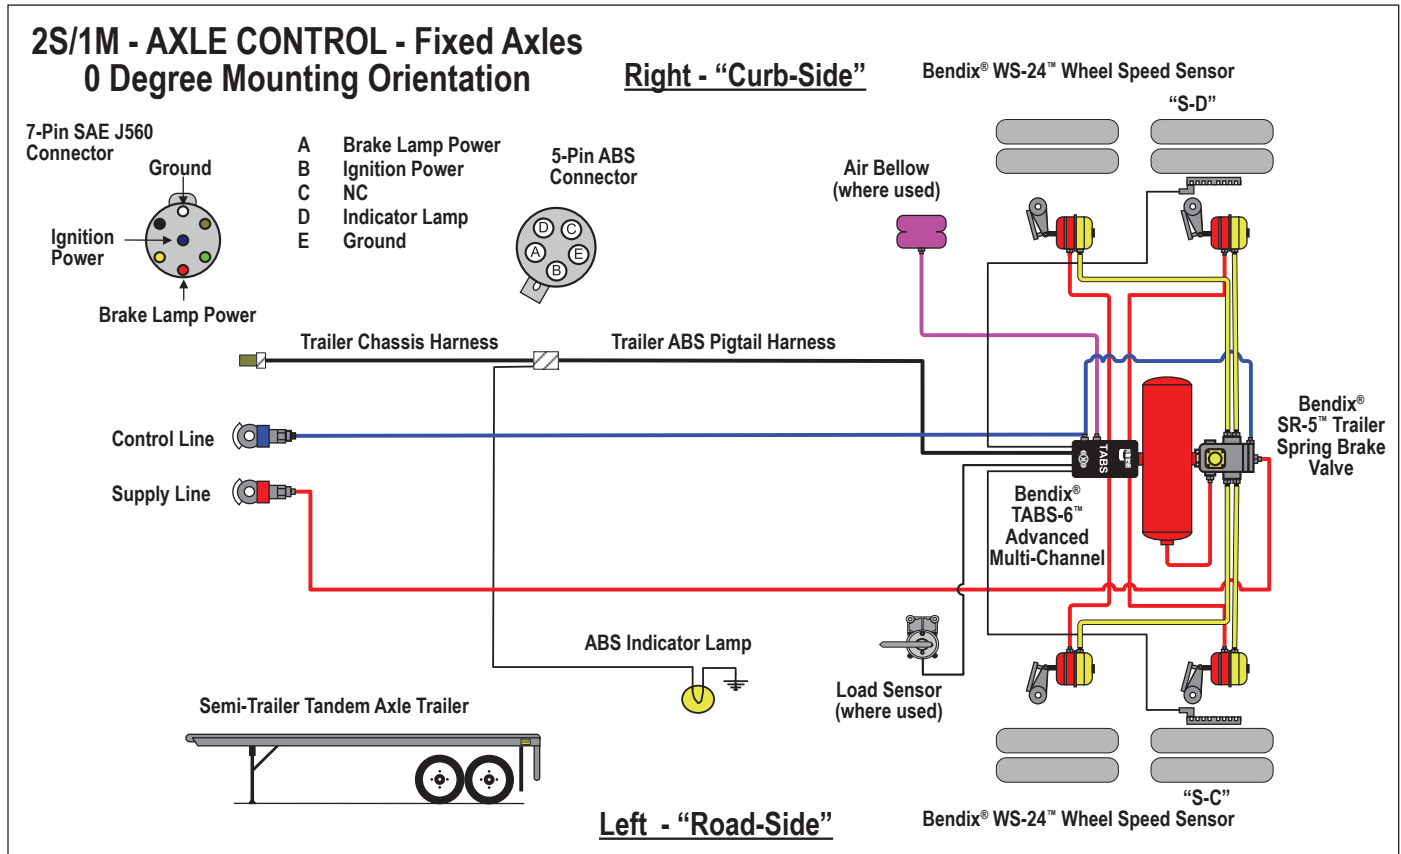 2S/1M - AXLE CONTROL - Fixed Axles
0 Degree Mounting Orientation
Right - “Curb-Side”
Bendix® WS-24™ Wheel Speed Sensor
“S-D”
7-Pin SAE J560
Connector
Ground
Ignition
Power
Brake Lamp Power
A Brake Lamp Power
B Ignition Power
C NC
D Indicator Lamp
E Ground
5-Pin ABS
Connector
D
C
A
E
B
Air Bellow
(where used)
Trailer Chassis Harness
Trailer ABS Pigtail Harness
Control Line
Supply Line
TABS
Bendix®
SR-5™ Trailer
Spring Brake
Valve
Bendix®
TABS-6™
Advanced
Multi-Channel
ABS Indicator Lamp
Load Sensor
(where used)
Semi-Trailer Tandem Axle Trailer
“S-C”
Left - “Road-Side”
Bendix® WS-24™ Wheel Speed Sensor